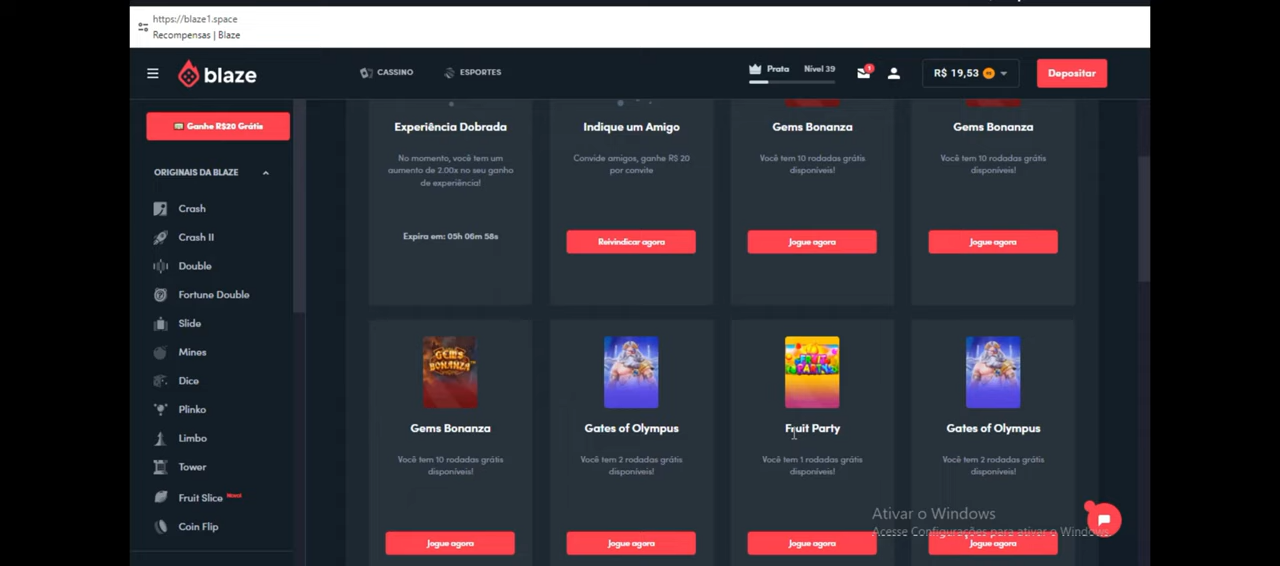 https://blaze1.space
Recompensas | Blaze
blaze
CASSINO
ESPORTES
Prata
Nível 39
1
R$ 19,53
R$
Depositar
Ganhe R$20 Grátis
ORIGINAIS DA BLAZE
Crash
Crash II
Double
Fortune Double
Slide
Mines
Dice
Plinko
Limbo
Tower
Fruit Slice Novo!
Coin Flip
Experiência Dobrada
No momento, você tem um
aumento de 2.00x no seu ganho
de experiência!
Expira em: 05h 06m 58s
Indique um Amigo
Convide amigos, ganhe R$ 20
por convite
Reivindicar agora
Gems Bonanza
Você tem 10 rodadas grátis
disponíveis!
Jogue agora
Gems Bonanza
Você tem 10 rodadas grátis
disponíveis!
Jogue agora
GEMS
BONANZA
Gems Bonanza
Você tem 10 rodadas grátis
disponíveis!
Jogue agora
Gates of Olympus
Você tem 2 rodadas grátis
disponíveis!
Jogue agora
FRUIT
PARTY
Fruit Party
Você tem 1 rodadas grátis
disponíveis!
Jogue agora
Gates of Olympus
Você tem 2 rodadas grátis
disponíveis!
Jogue agora
Ativar o Windows
Acesse Configurações para ativar o Windows.